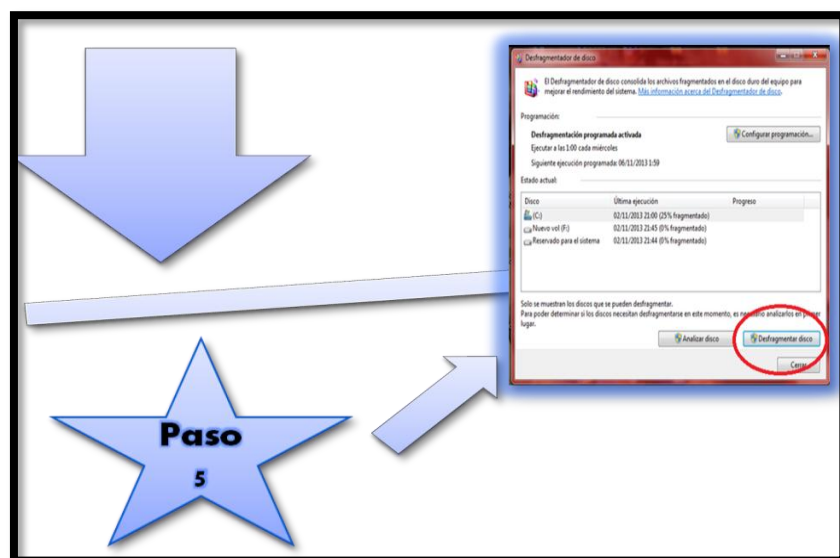 Desfragmentador de disco
El Desfragmentador de disco consolida los archivos fragmentados en el disco duro del equipo para
mejorar el rendimiento del sistema. Más información acerca del Desfragmentador de disco.
Programación:
Desfragmentación programada activada
Configurar programación...
Ejecutar a las 1:00 cada miércoles
Siguiente ejecución programada: 06/11/2013 1:59
Estado actual:
Disco Última ejecución Progreso
(C:) 02/11/2013 21:00 (25% fragmentado)
Nuevo vol (F:) 02/11/2013 21:45 (0% fragmentado)
Reservado para el sistema 02/11/2013 21:44 (0% fragmentado)
Solo se muestran los discos que se pueden desfragmentar.
Para poder determinar si los discos necesitan desfragmentarse en este momento, es necesario analizarlos en primer
lugar.
Analizar disco Desfragmentar disco
Cerrar
Paso
5